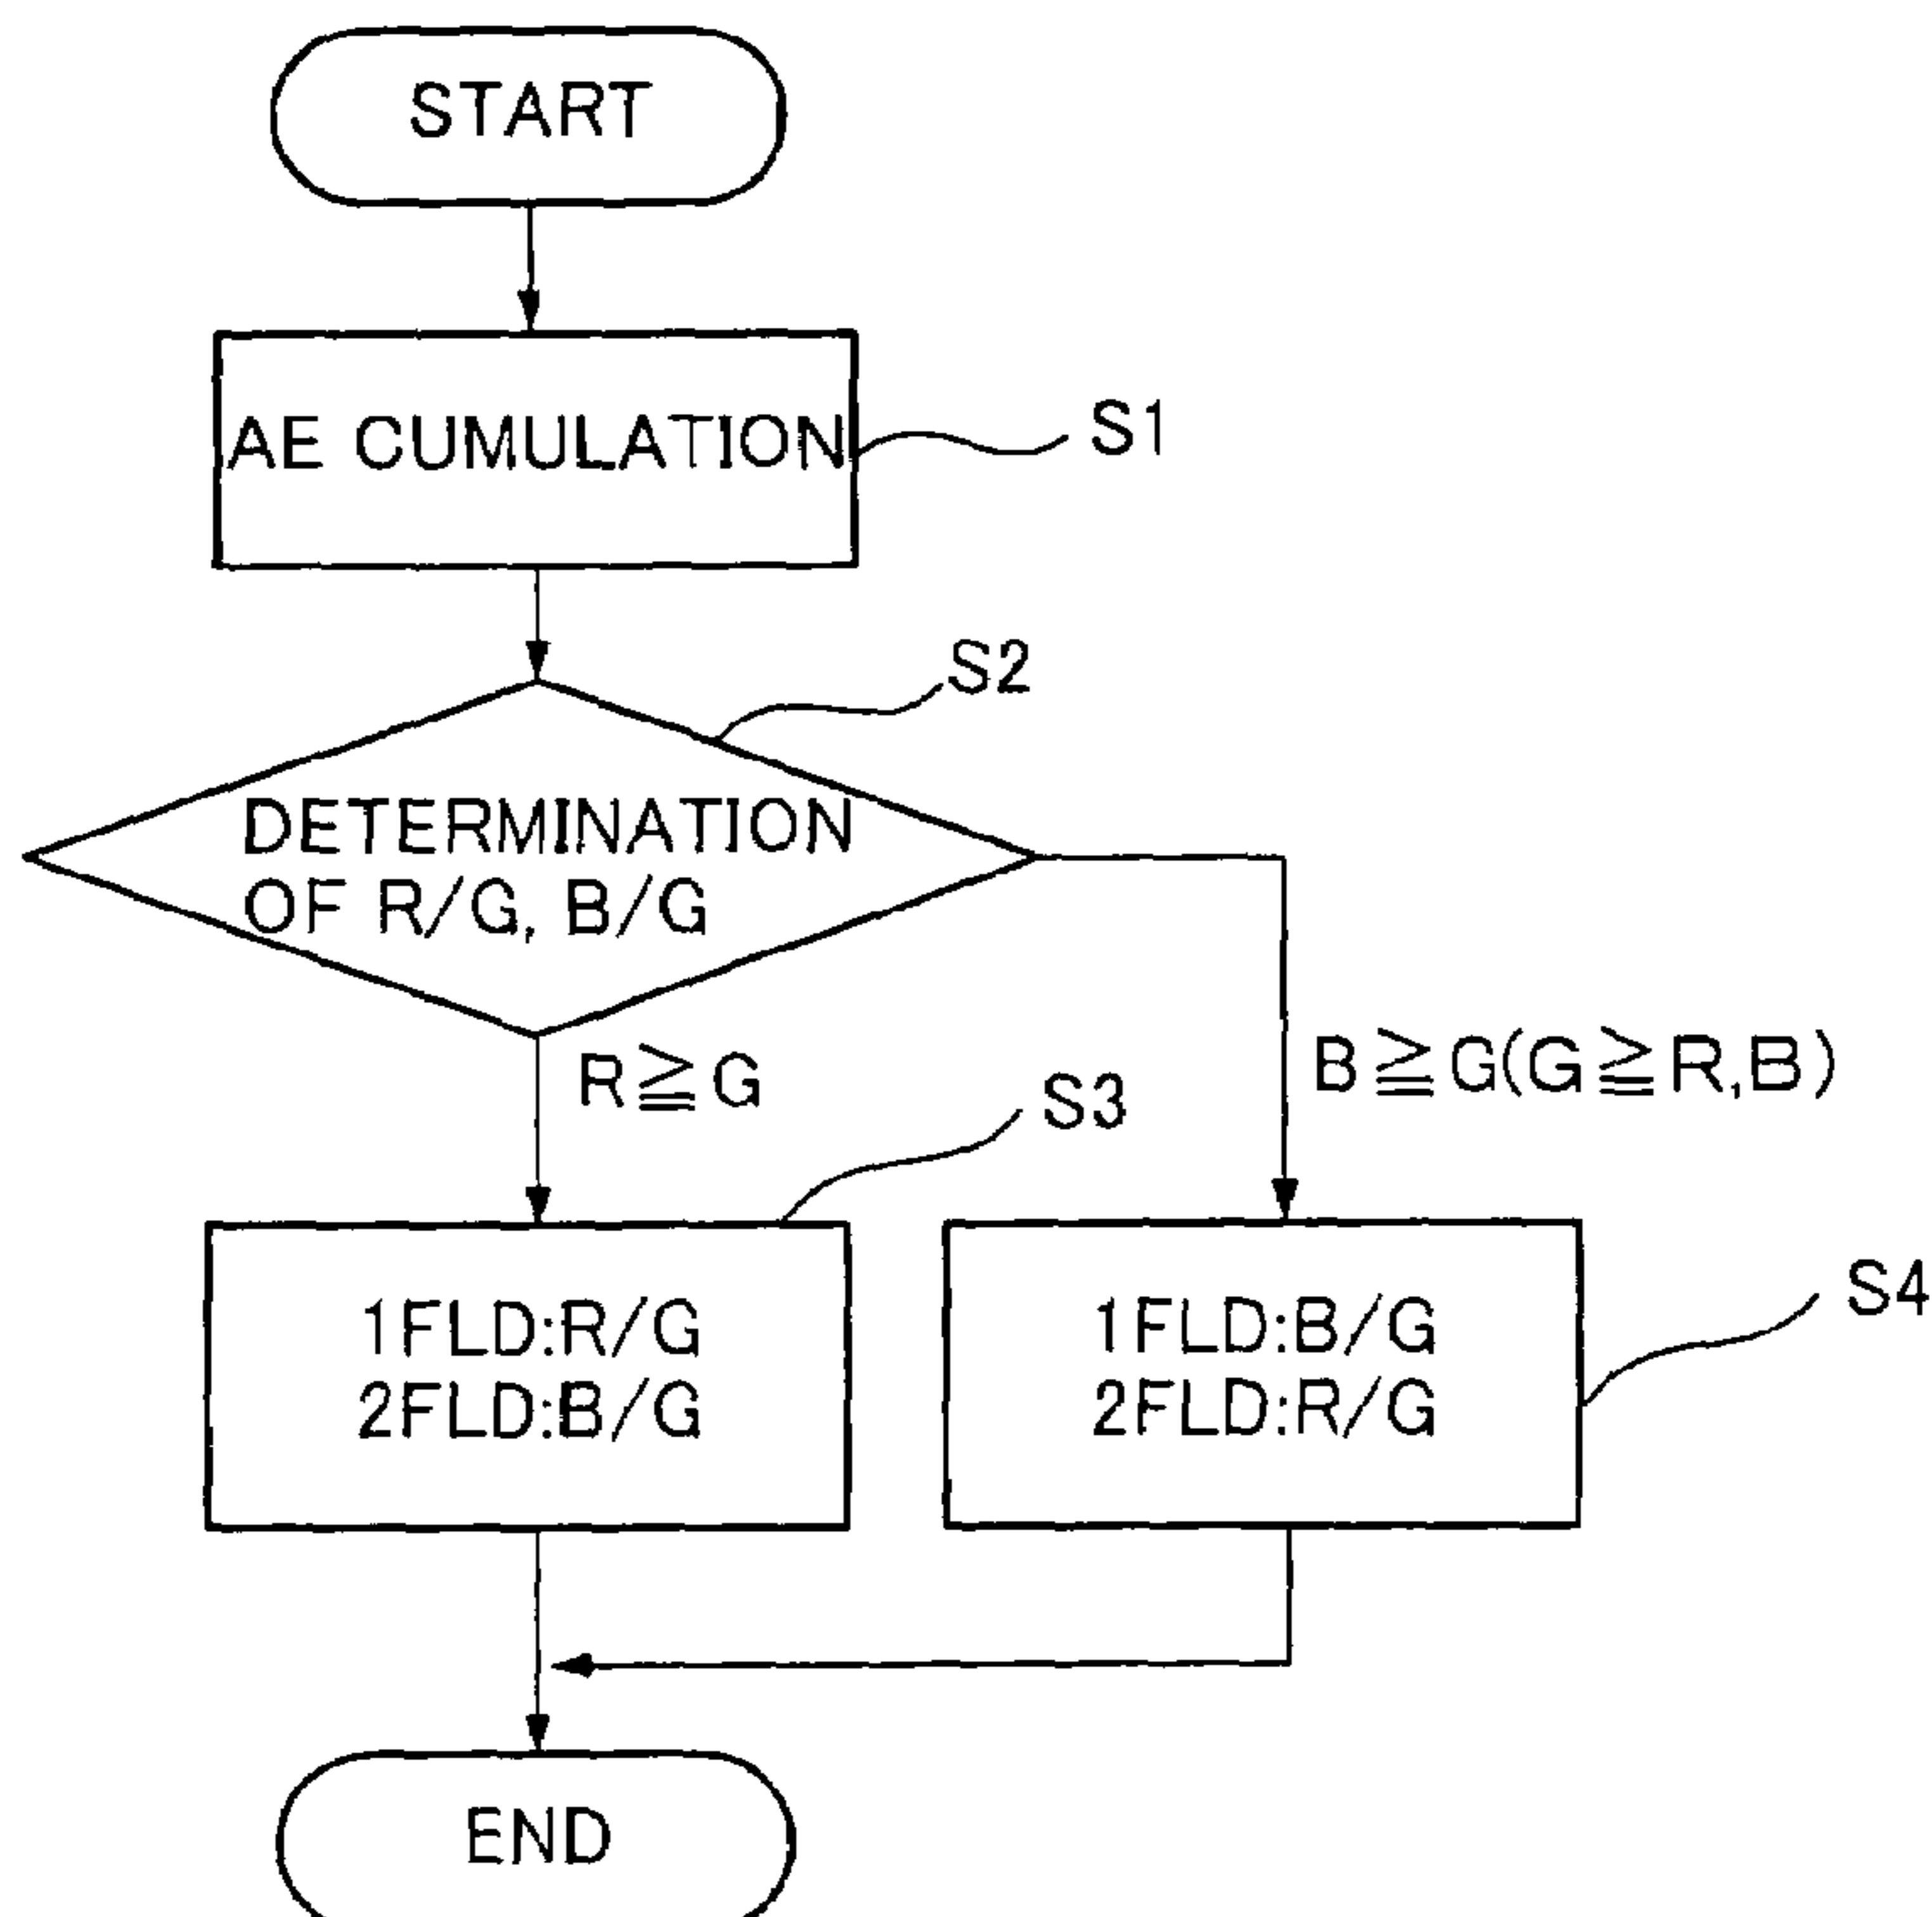 START
AE CUMULATION
S1
S2
DETERMINATION
OF R/G, B/G
R≧G
B≧G(G≧R,B)
S3
1FLD:R/G
2FLD:B/G
1FLD:B/G
2FLD:R/G
S4
END